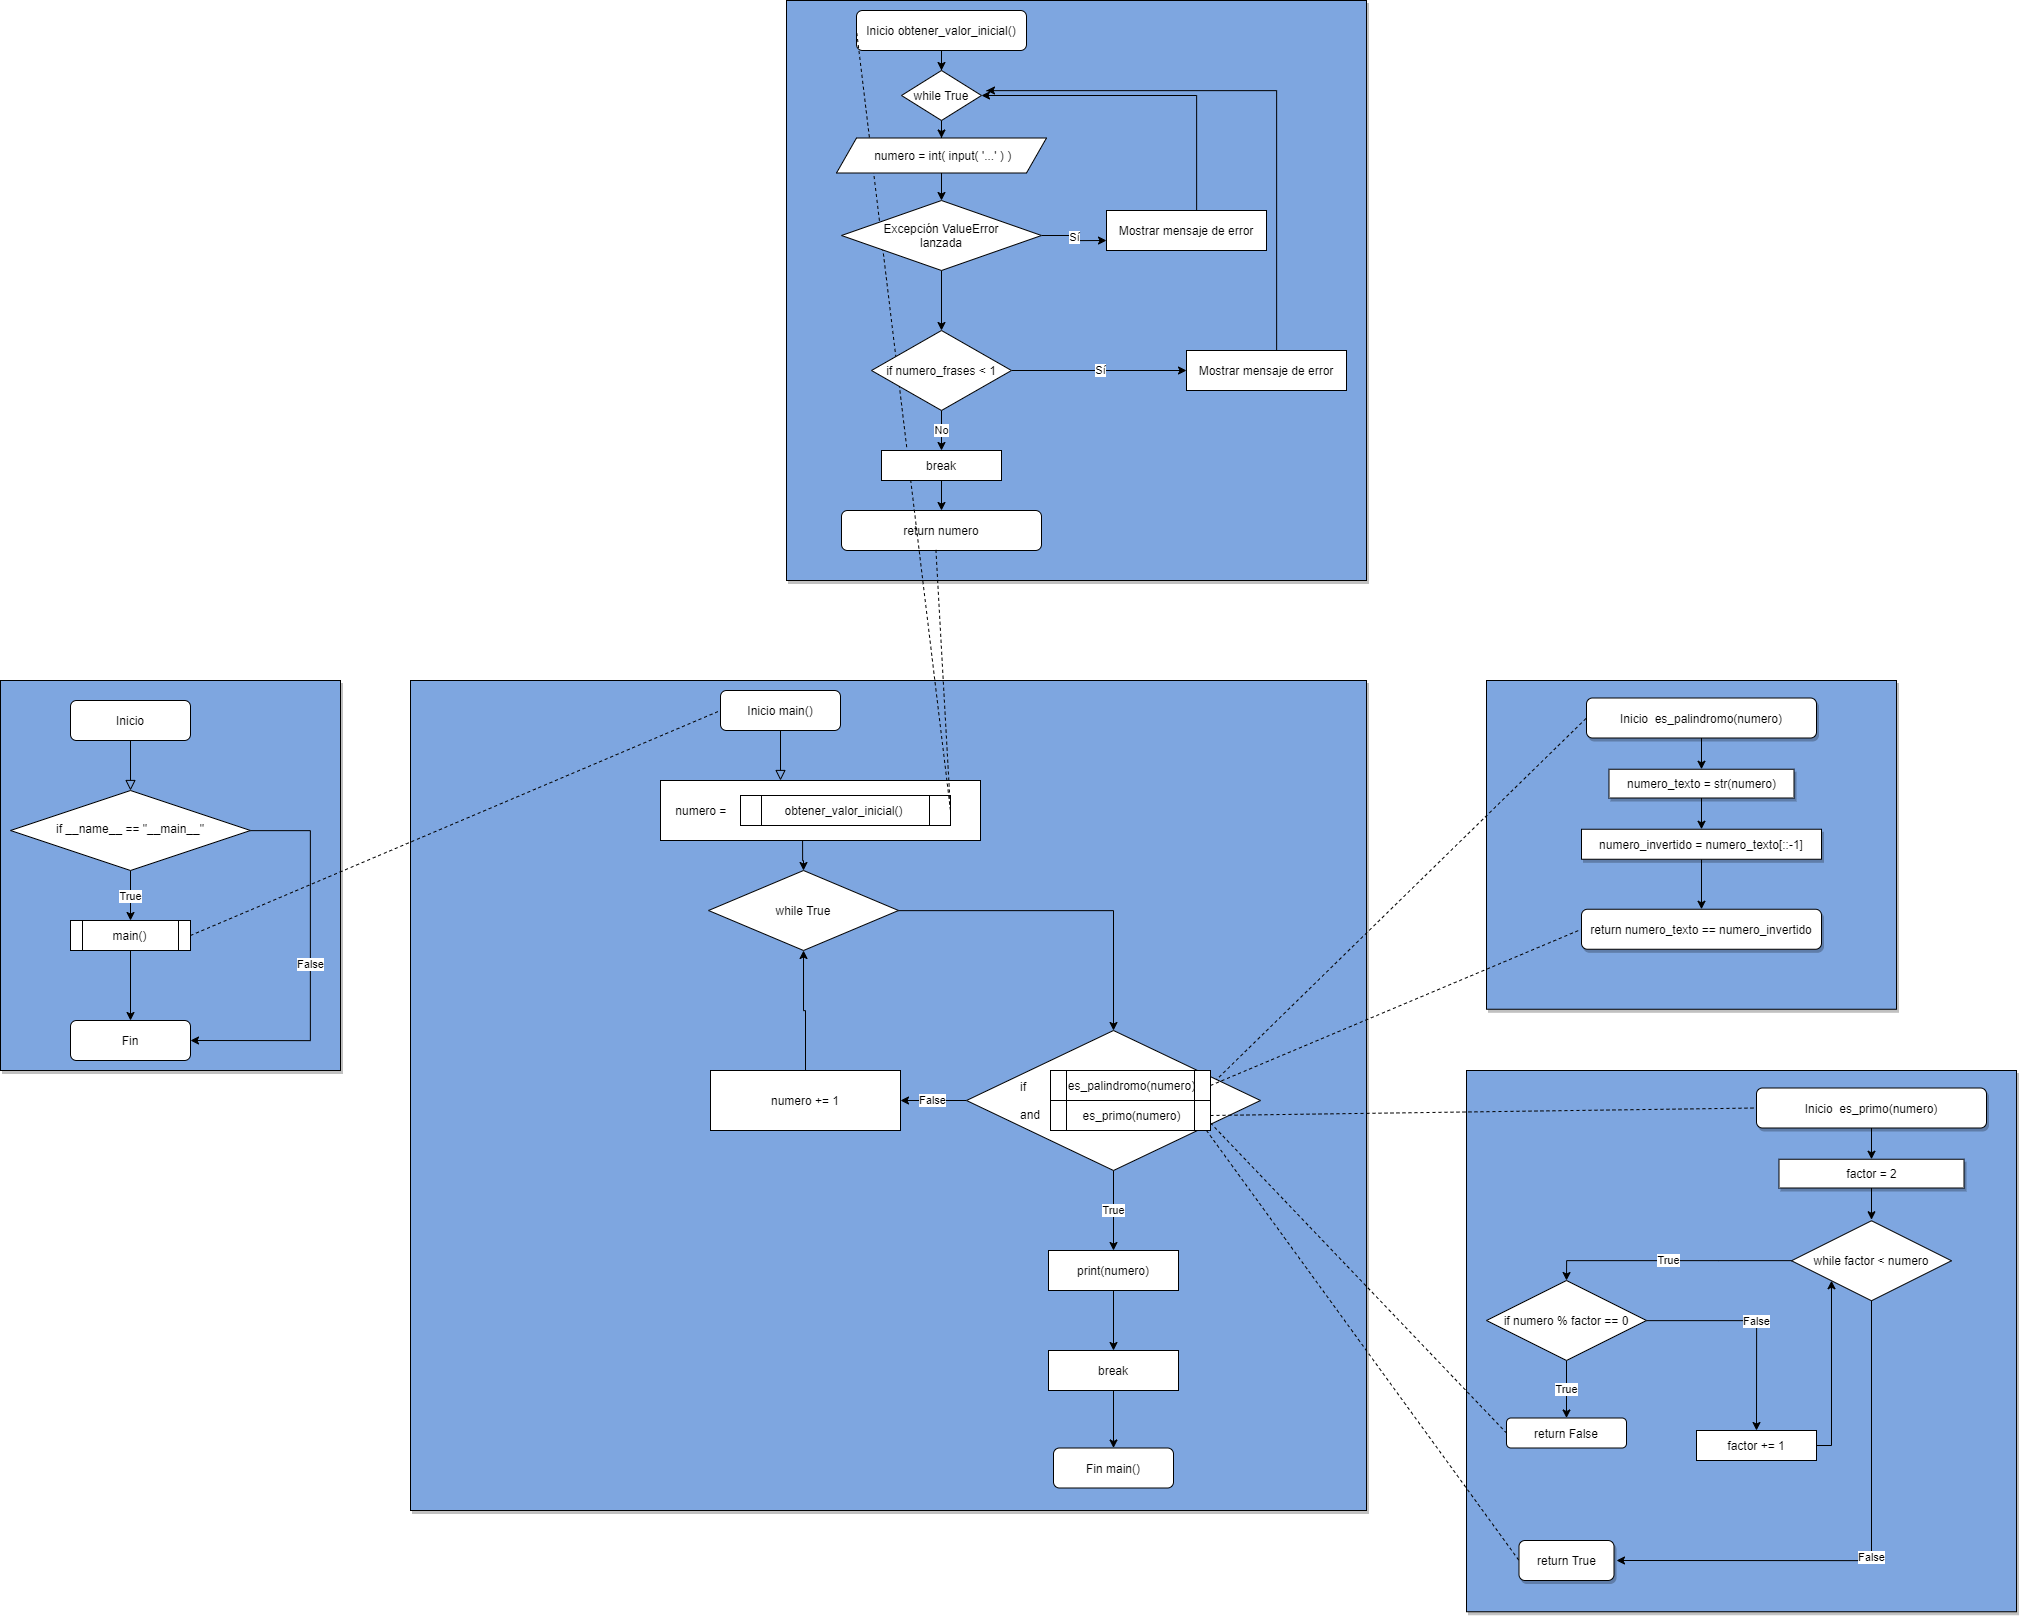 Inicio obtener_valor_inicial()
while True
numero = int( input( '...' ) )
Excepción ValueError
lanzada
Sí
Mostrar mensaje de error
if numero_frases < 1
Sí
Mostrar mensaje de error
No
break
return numero
Inicio
if __name__ == "__main__"
True
main()
False
Fin
Inicio main()
numero =
obtener_valor_inicial()
while True
numero += 1
False
if
es_palindromo(numero)
and
es_primo(numero)
True
print(numero)
break
Fin main()
Inicio  es_palindromo(numero)
numero_texto = str(numero)
numero_invertido = numero_texto[::-1]
return numero_texto == numero_invertido
Inicio  es_primo(numero)
factor = 2
while factor < numero
True
if numero % factor == 0
False
True
return False
factor += 1
False
return True